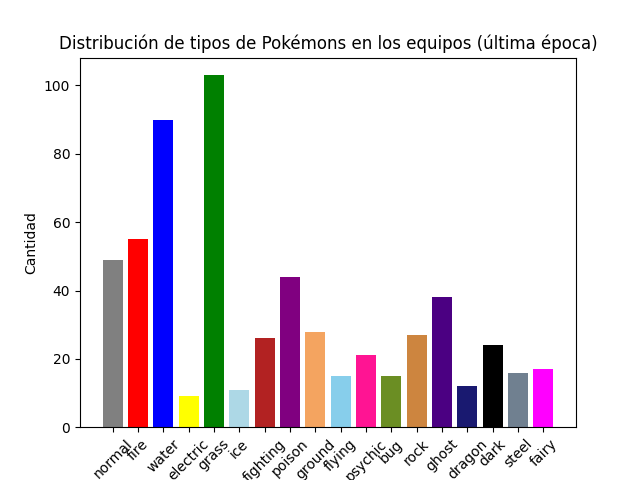 Distribución de tipos de Pokémons en los equipos (última época)
Cantidad
100
80
60
40
20
0
normal
fire
water
electric
grass
ice
fighting
poison
ground
flying
psychic
bug
rock
ghost
dragon
dark
steel
fairy